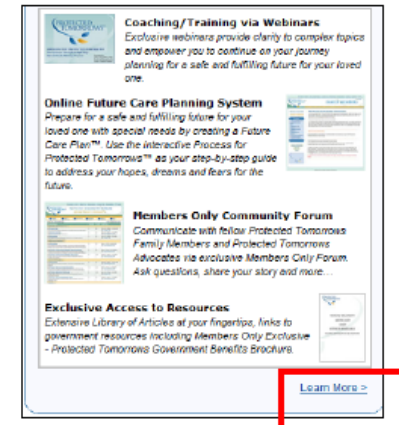 PROTECTED
TOMORROWS
Coaching/Training via Webinars
Exclusive webinars provide clarity to complex topics
and empower you to continue on your journey
planning for a safe and fulfilling future for your loved
one.
Online Future Care Planning System
Prepare for a safe and fulfilling future for your
loved one with special needs by creating a Future
Care Plan™. Use the Interactive Process for
Protected Tomorrows™ as your step-by-step guide
to address your hopes, dreams and fears for the
future.
Members Only Community Forum
Communicate with fellow Protected Tomorrows
Family Members and Protected Tomorrows
Advocates via exclusive Members Only Forum.
Ask questions, share your story and more...
Exclusive Access to Resources
Extensive Library of Articles at your fingertips, links to
government resources including Members Only Exclusive
- Protected Tomorrows Government Benefits Brochure.
Learn More >